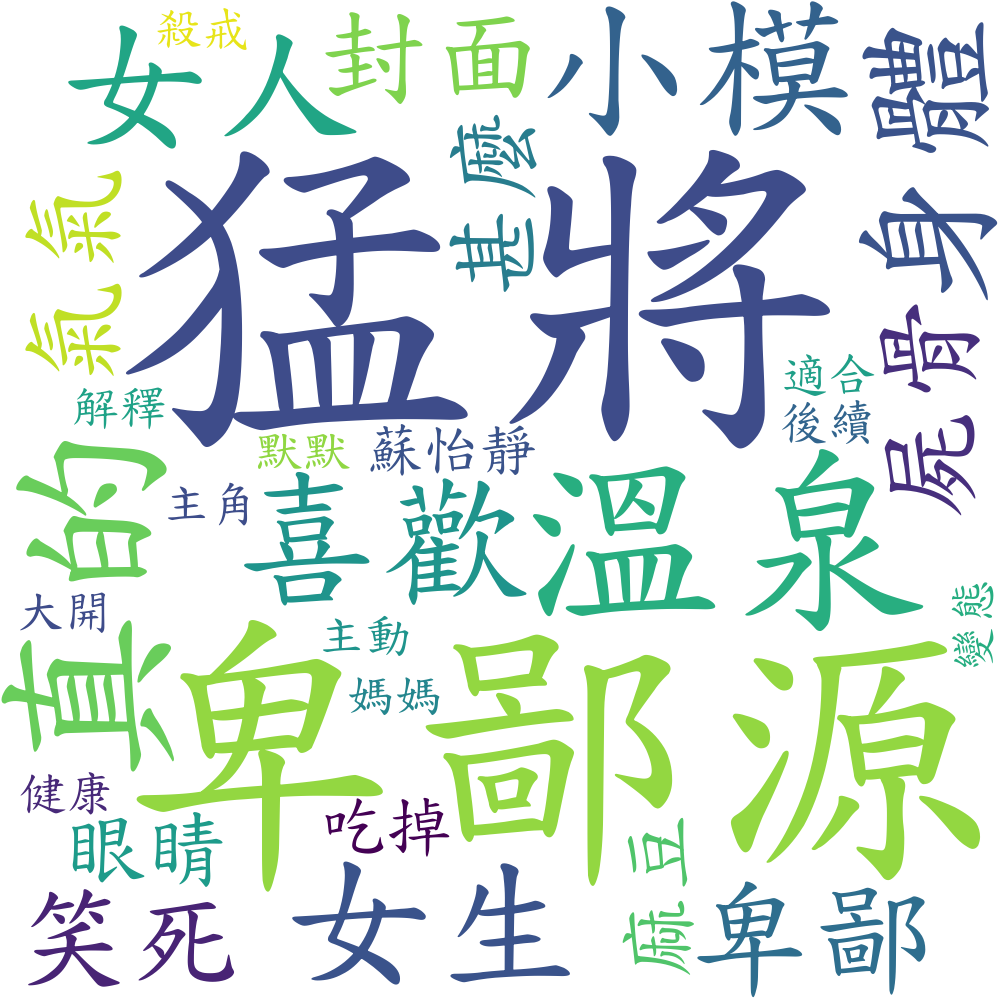 殺戒
女人
封面
小模
身體
甚麼
猛將
氣氣
屍骨
適合
解釋
後續
默默
蘇怡靜
真的
主角
喜歡
溫泉
大開
主動
變態
卑鄙源
媽媽
健康
眼睛
吃掉
麻豆
笑死
女生
卑鄙